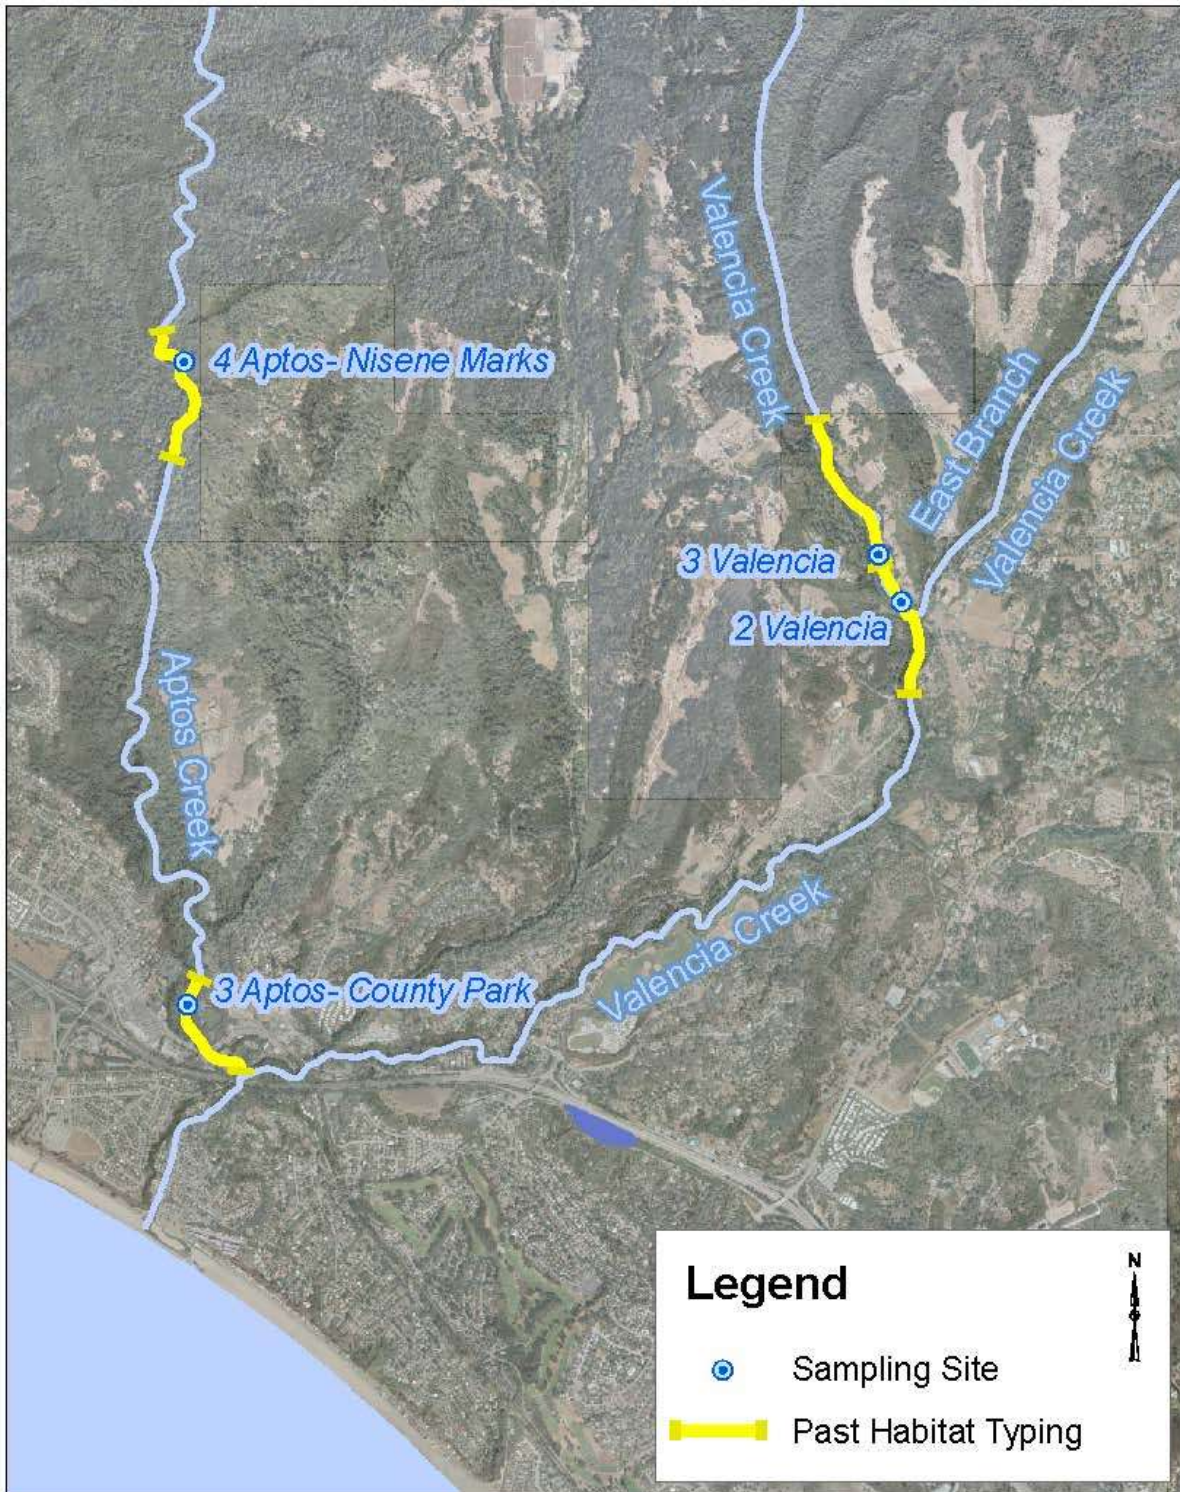 Valencia Creek
4 Aptos- Nisene Marks
East Branch
Valencia Creek
3 Valencia
2 Valencia
Aptos Creek
Valencia Creek
3 Aptos- County Park
Legend
N
Sampling Site
Past Habitat Typing